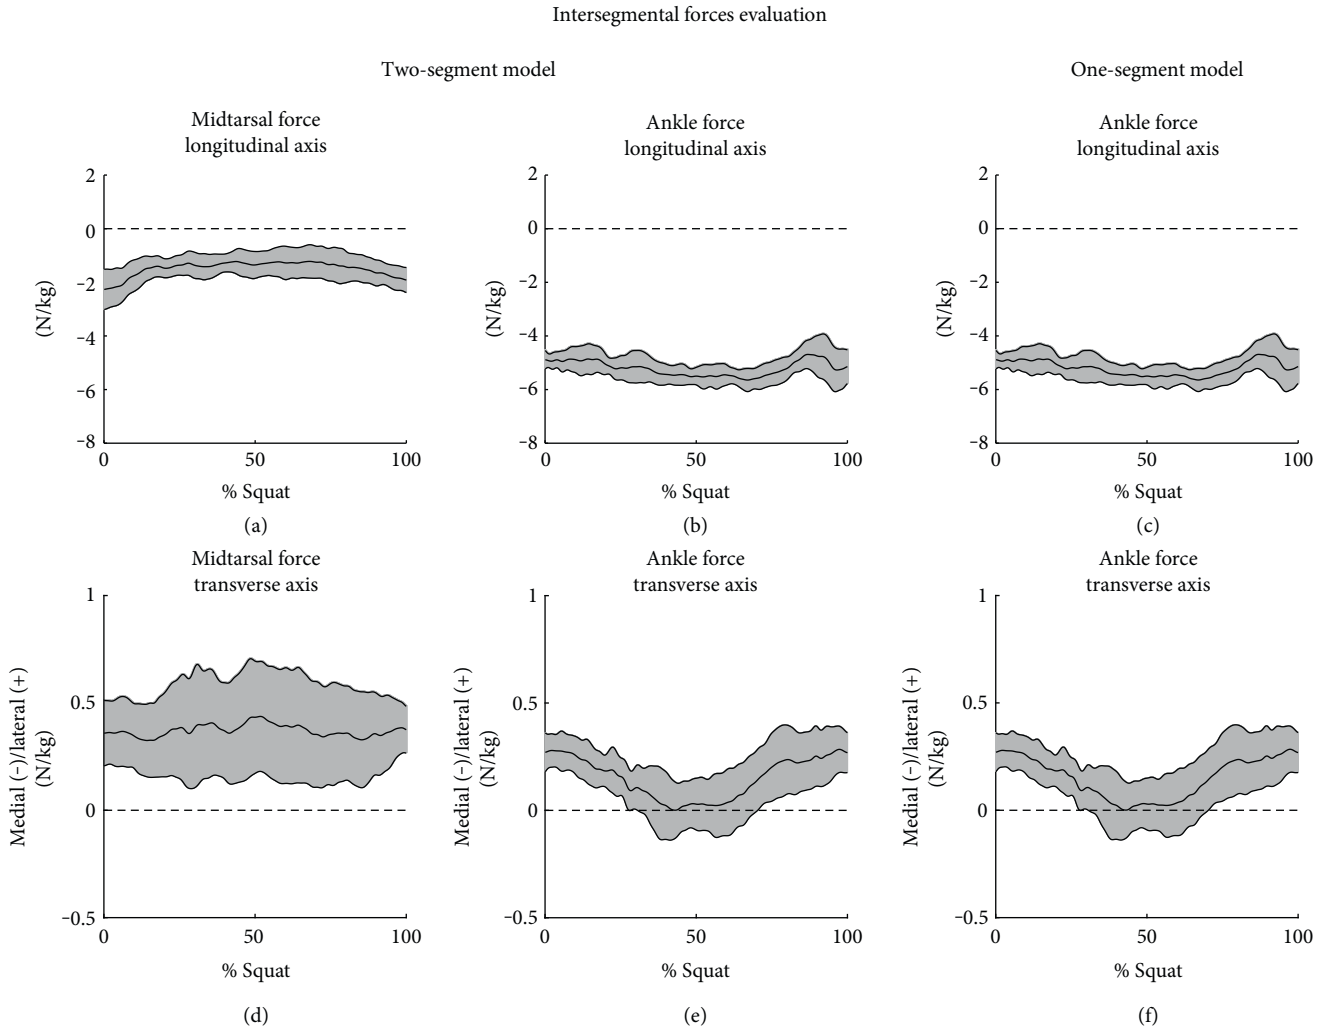 Intersegmental forces evaluation
Two-segment model
One-segment model
Midtarsal force
longitudinal axis
2
0
−2
−4
−6
−8
(N/kg)
0
50
100
% Squat
(a)
Ankle force
longitudinal axis
2
0
−2
−4
−6
−8
(N/kg)
0
50
100
% Squat
(b)
Ankle force
longitudinal axis
2
0
−2
−4
−6
−8
(N/kg)
0
50
100
% Squat
(c)
Midtarsal force
transverse axis
1
0.5
0
−0.5
Medial (−)/lateral (+)
(N/kg)
0
50
100
% Squat
(d)
Ankle force
transverse axis
1
0.5
0
−0.5
Medial (−)/lateral (+)
(N/kg)
0
50
100
% Squat
(e)
Ankle force
transverse axis
1
0.5
0
−0.5
Medial (−)/lateral (+)
(N/kg)
0
50
100
% Squat
(f)